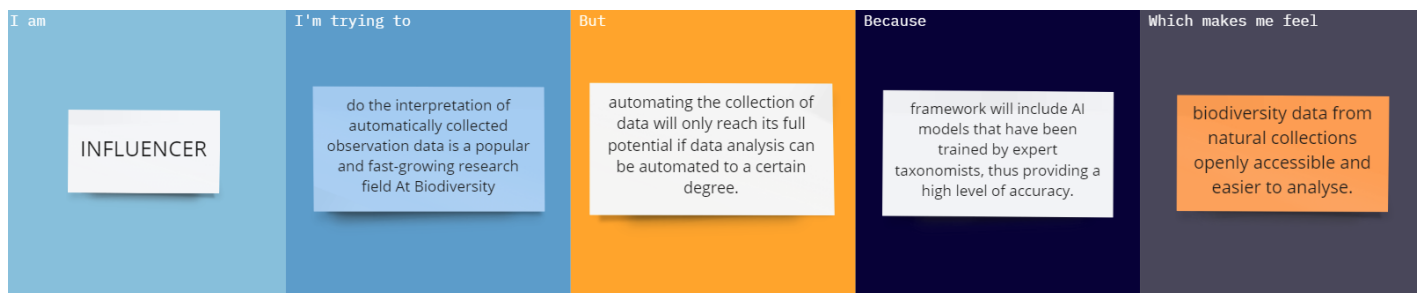 I am
INFLUENCER
I'm trying to
do the interpretation of
automatically collected
observation data is a popular
and fast-growing research
field At Biodiversity
But
automating the collection of
data will only reach its full
potential if data analysis can
be automated to a certain
degree.
Because
framework will include AI
models that have been
trained by expert
taxonomists, thus providing a
high level of accuracy.
Which makes me feel
biodiversity data from
natural collections
openly accessible and
easier to analyse.